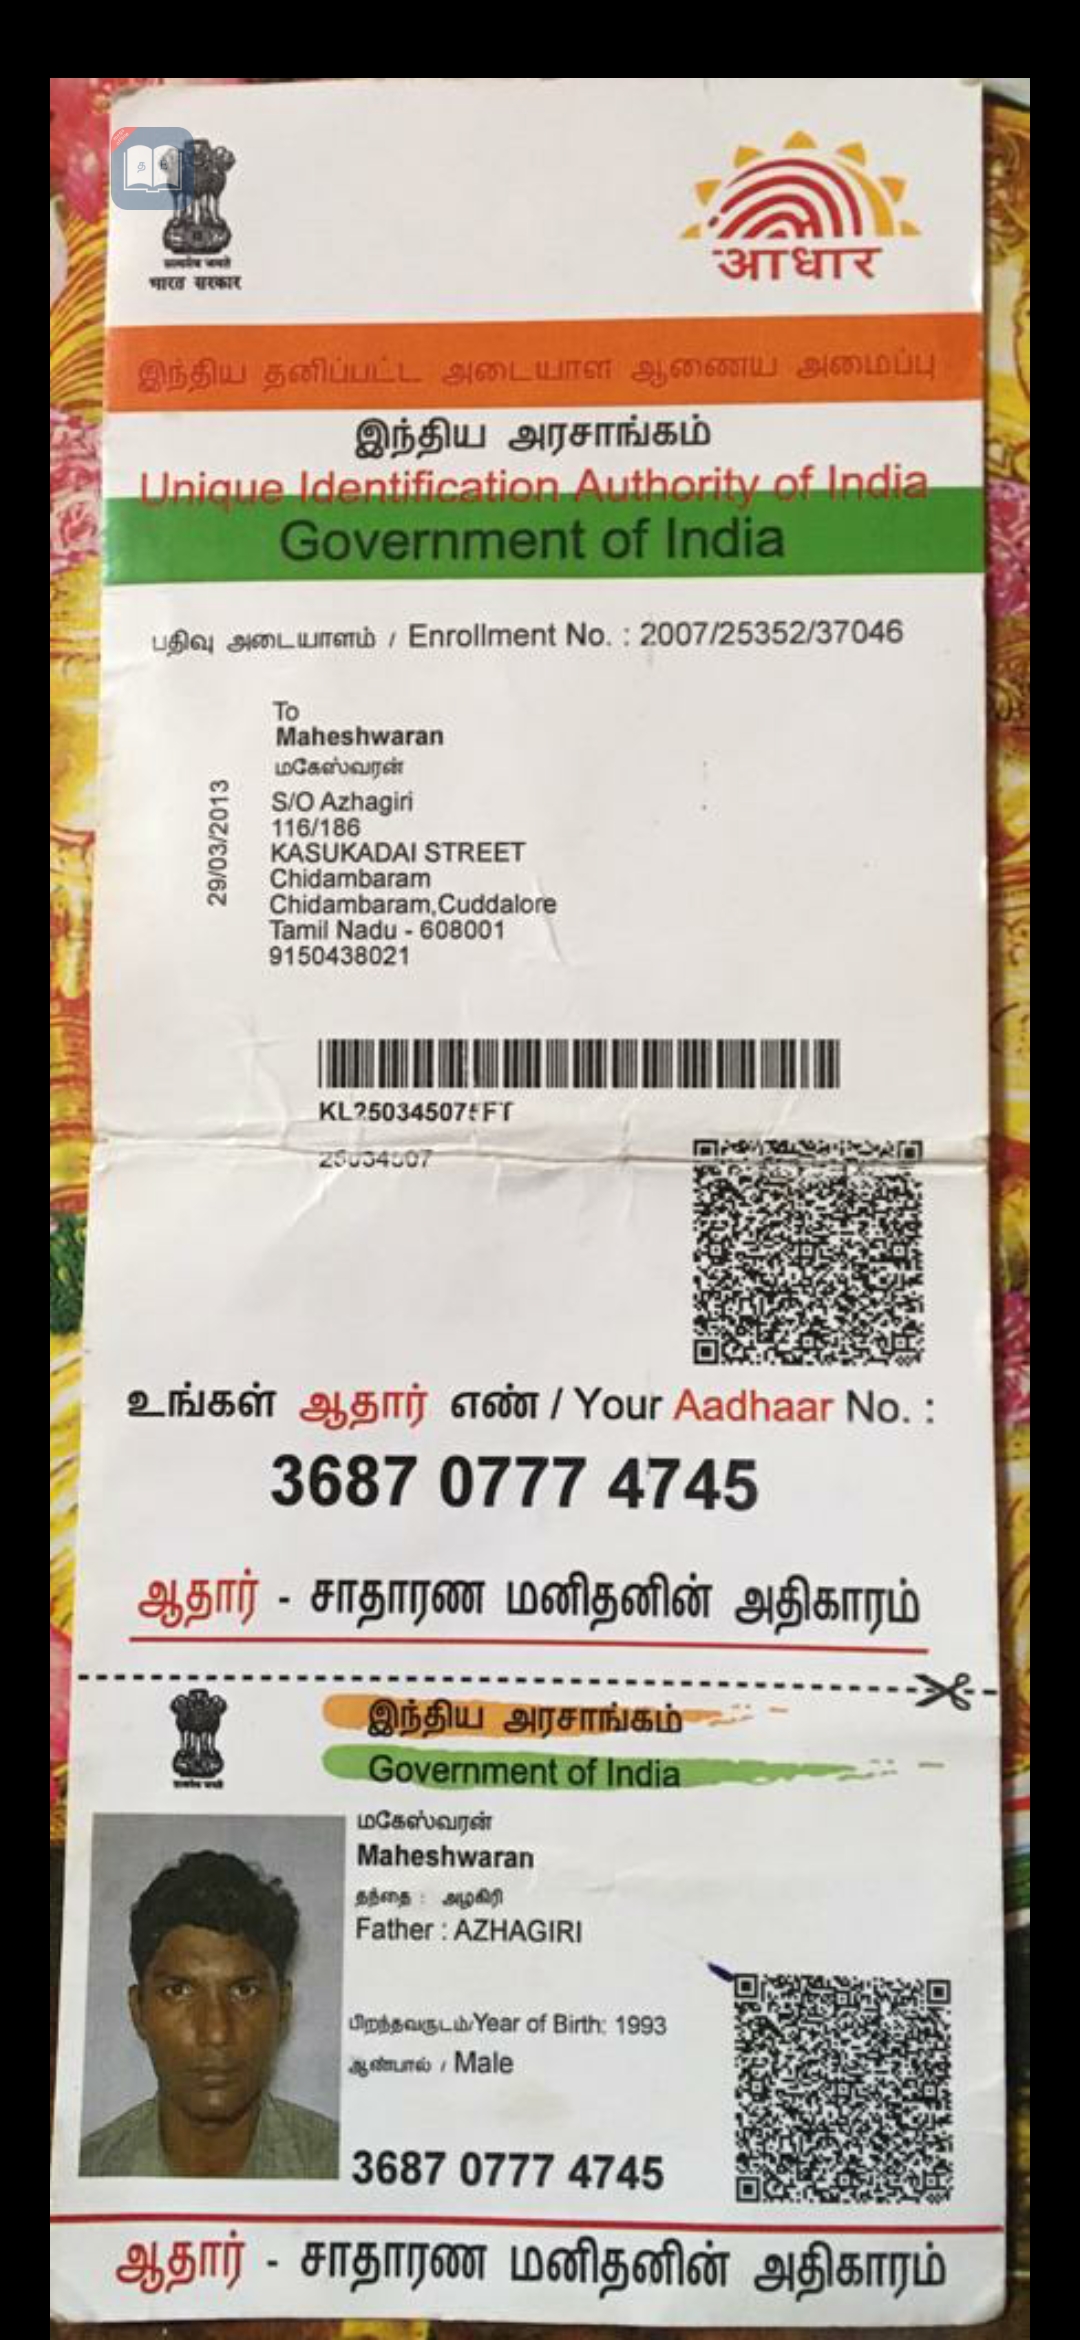 सत्यमेव जयते
भारत सरकार
आधार
இந்திய தனிப்பட்ட அடையாள ஆணைய அமைப்பு
இந்திய அரசாங்கம்
Unique Identification Authority of India
Government of India
பதிவு அடையாளம் / Enrollment No. : 2007/25352/37046
To
Maheshwaran
மகேஸ்வரன்
S/O Azhagiri
116/186
KASUKADAI STREET
Chidambaram
Chidambaram,Cuddalore
Tamil Nadu - 608001
9150438021
29/03/2013
உங்கள் ஆதார் எண் / Your Aadhaar No. :
3687 0777 4745
ஆதார் - சாதாரண மனிதனின் அதிகாரம்
இந்திய அரசாங்கம்
Government of India
மகேஸ்வரன்
Maheshwaran
தந்தை : அழகிரி
Father : AZHAGIRI
பிறந்தவருடம்/Year of Birth: 1993
ஆண்பால் / Male
3687 0777 4745
ஆதார் - சாதாரண மனிதனின் அதிகாரம்